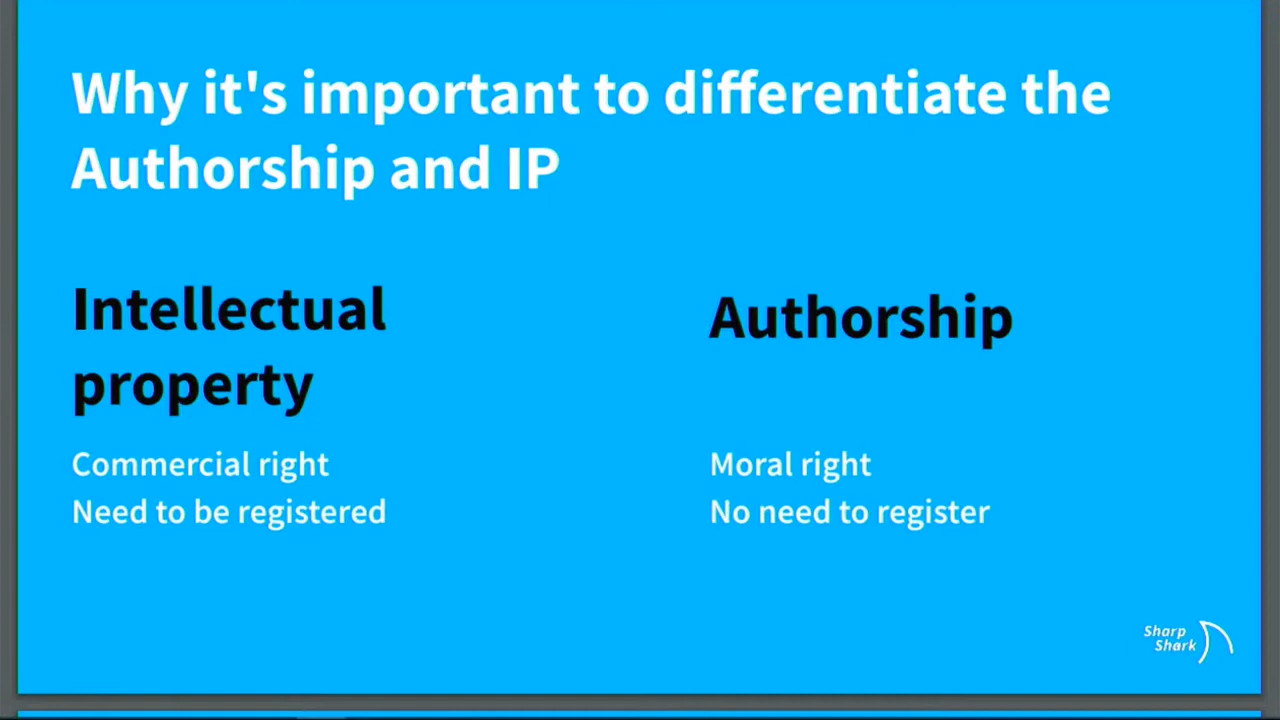 Why it's important to differentiate the
Authorship and IP
Intellectual
property
Commercial right
Need to be registered
Authorship
Moral right
No need to register
Sharp
Shark